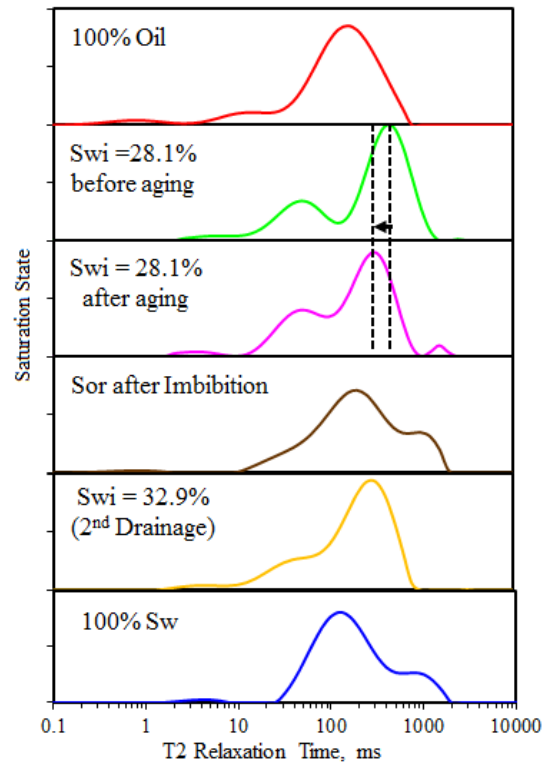 100% Oil
Swi =28.1%
before aging
Swi = 28.1%
after aging
Sor after Imbibition
Swi = 32.9%
(2nd Drainage)
100% Sw
Saturation State
0.1 1 10 100 1000 10000
T2 Relaxation Time, ms